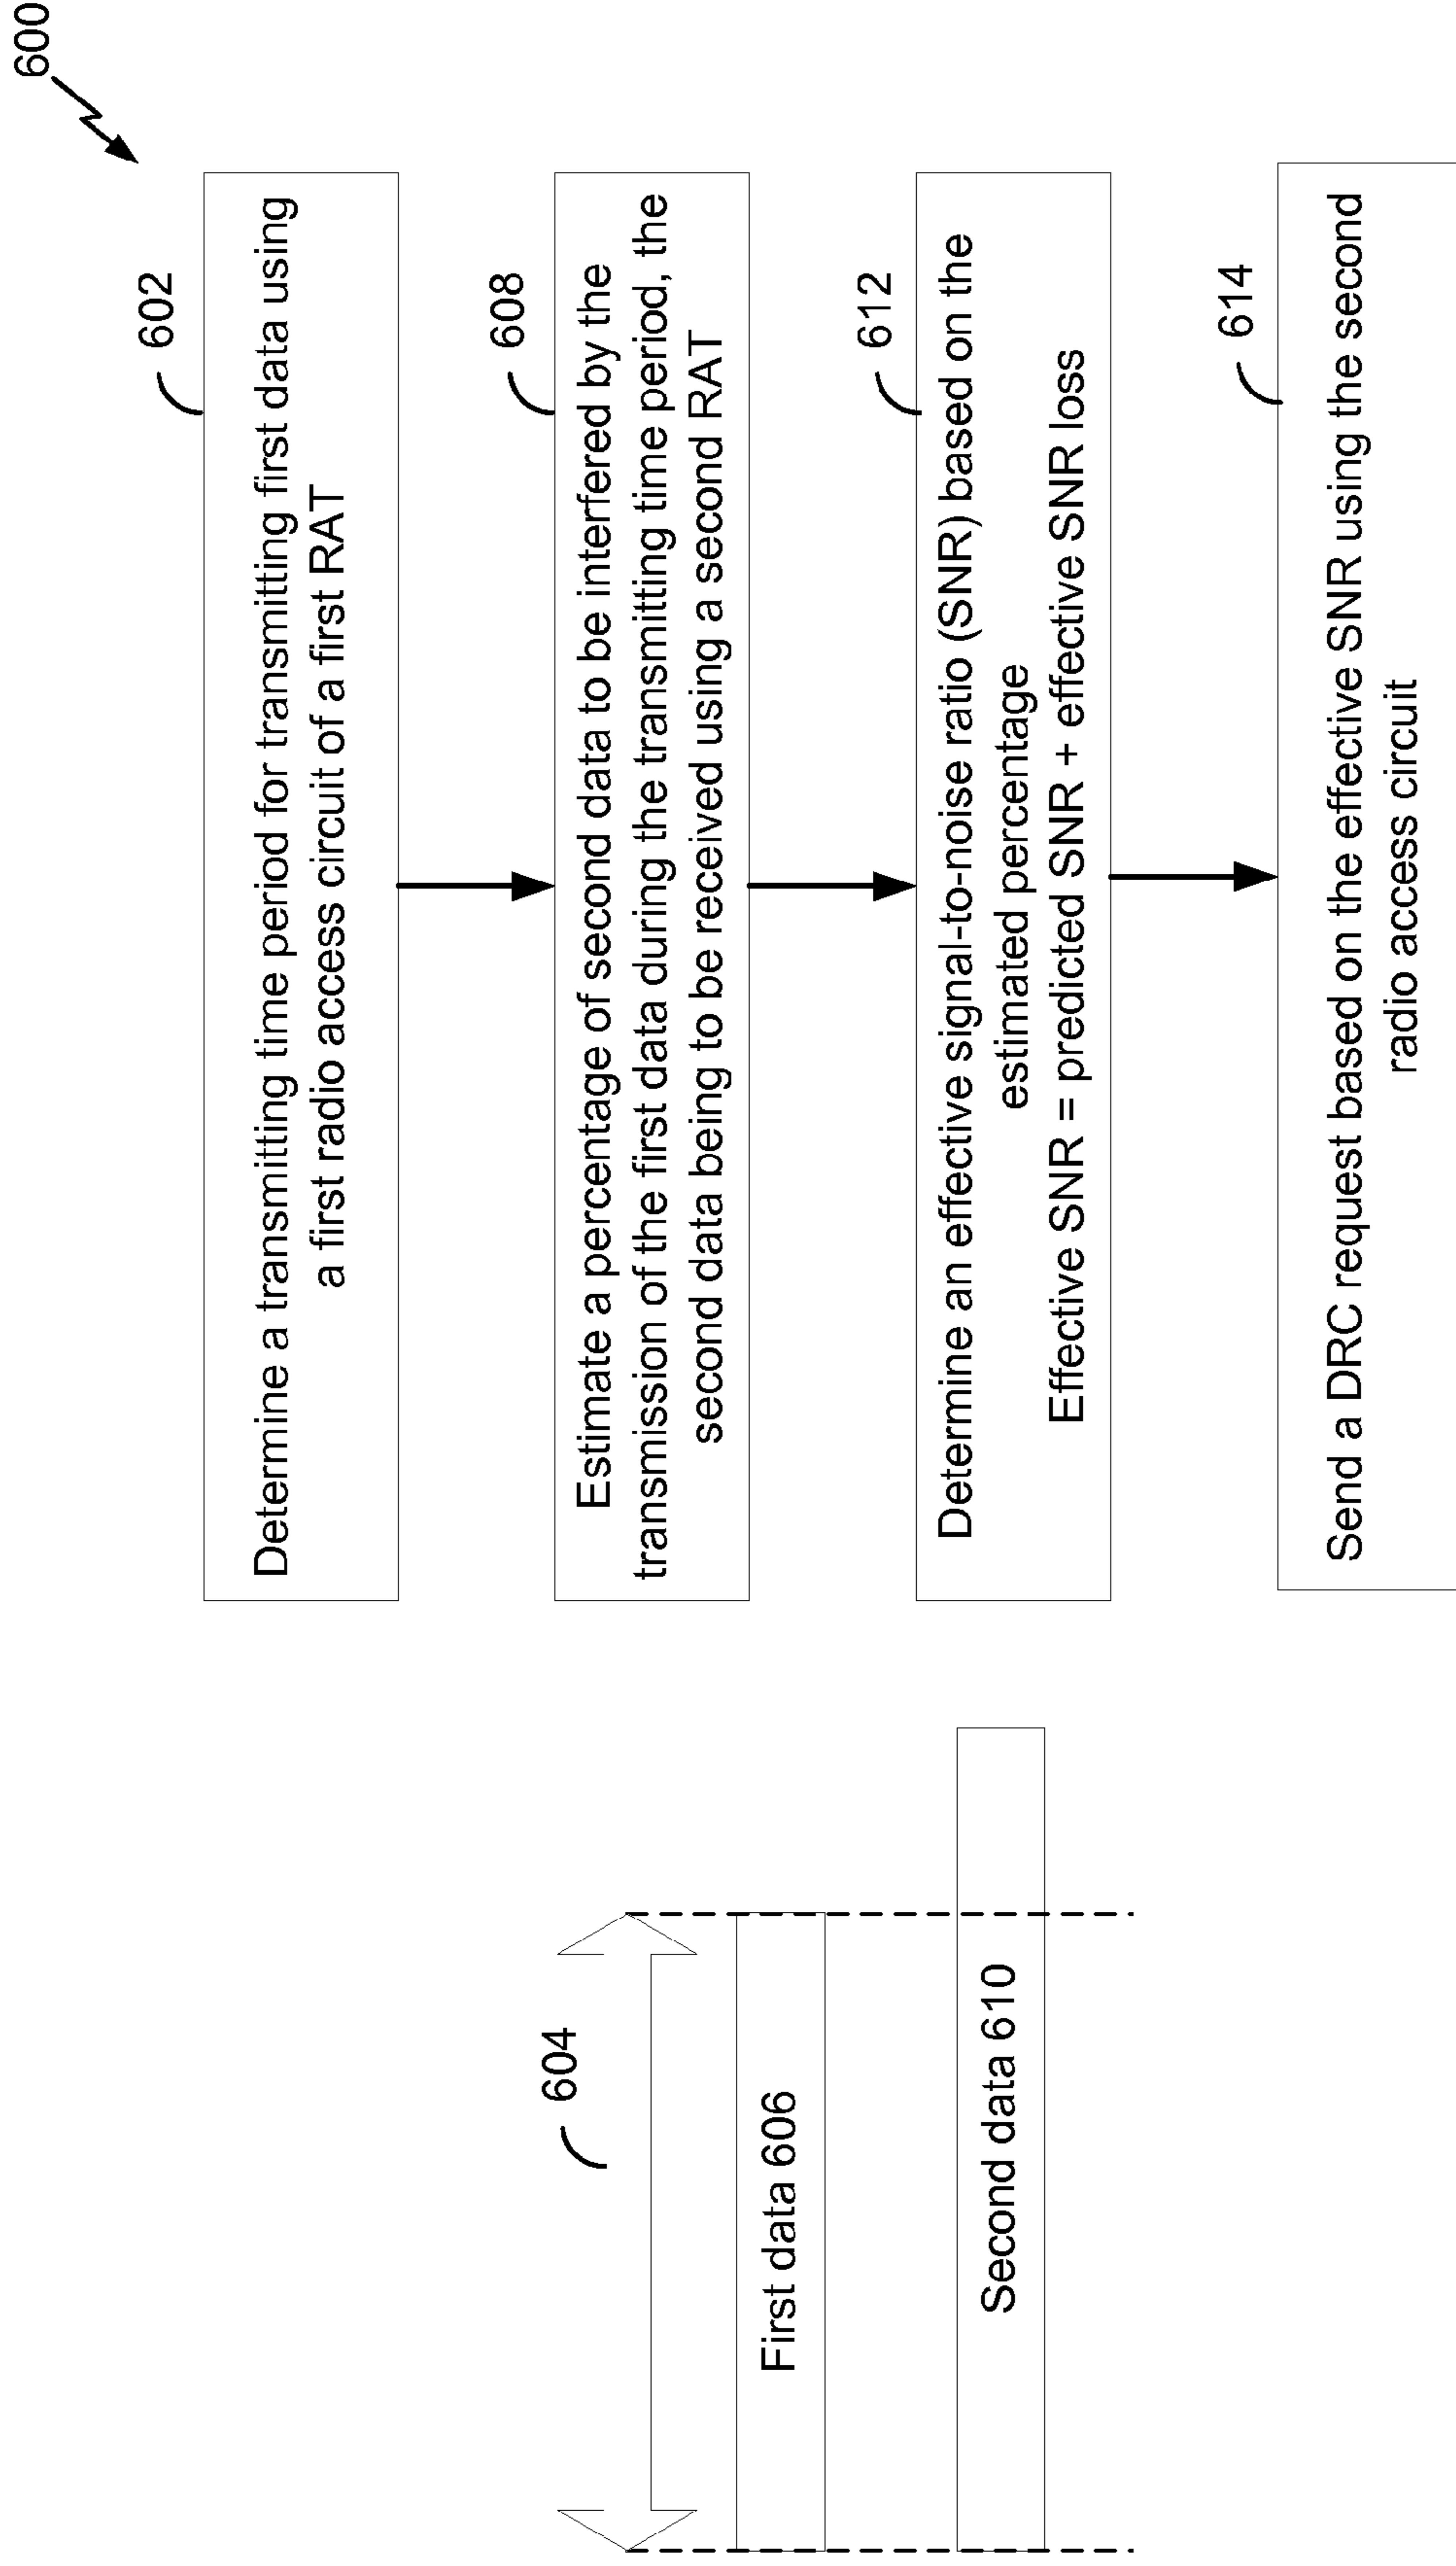 600
602
Determine a transmitting time period for transmitting first data using
a first radio access circuit of a first RAT
608
Estimate a percentage of second data to be interfered by the
transmission of the first data during the transmitting time period, the
second data being to be received using a second RAT
612
Determine an effective signal-to-noise ratio (SNR) based on the
estimated percentage
Effective SNR = predicted SNR + effective SNR loss
614
Send a DRC request based on the effective SNR using the second
radio access circuit
604
First data 606
Second data 610